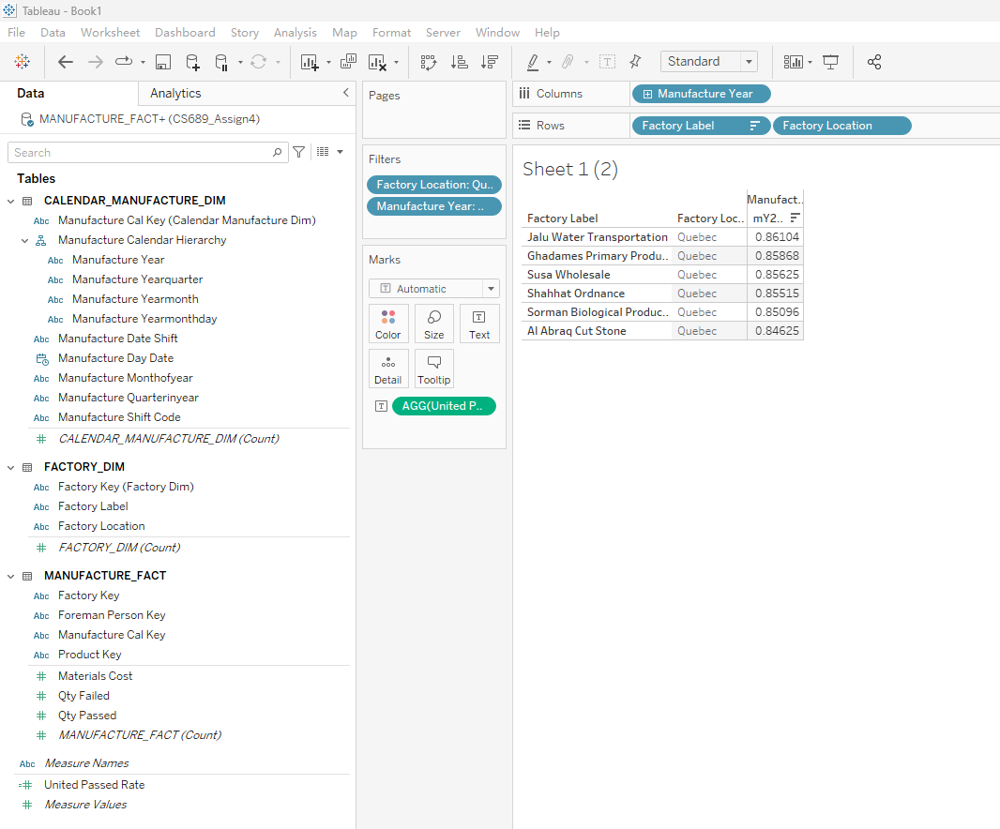 Tableau - Book1
File Data Worksheet Dashboard Story Analysis Map Format Server Window Help
Standard
Data Analytics
MANUFACTURE_FACT+ (CS689_Assign4)
Search
Tables
CALENDAR_MANUFACTURE_DIM
Abc Manufacture Cal Key (Calendar Manufacture Dim)
Manufacture Calendar Hierarchy
Abc Manufacture Year
Abc Manufacture Yearquarter
Abc Manufacture Yearmonth
Abc Manufacture Yearmonthday
Abc Manufacture Date Shift
Manufacture Day Date
Abc Manufacture Monthofyear
Abc Manufacture Quarterinyear
Abc Manufacture Shift Code
# CALENDAR_MANUFACTURE_DIM (Count)
FACTORY_DIM
Abc Factory Key (Factory Dim)
Abc Factory Label
Abc Factory Location
# FACTORY_DIM (Count)
MANUFACTURE_FACT
Abc Factory Key
Abc Foreman Person Key
Abc Manufacture Cal Key
Abc Product Key
# Materials Cost
# Qty Failed
# Qty Passed
# MANUFACTURE_FACT (Count)
Abc Measure Names
=# United Passed Rate
# Measure Values
Pages
Filters
Factory Location: Qu..
Manufacture Year: ..
Marks
T Automatic
Color Size T Text
Detail Tooltip
T AGG(United P..
Columns Manufacture Year
Rows Factory Label Factory Location
Sheet 1 (2)
Manufact..
Factory Label Factory Loc.. mY2..
Jalu Water Transportation Quebec 0.86104
Ghadames Primary Produ.. Quebec 0.85868
Susa Wholesale Quebec 0.85625
Shahhat Ordnance Quebec 0.85515
Sorman Biological Produc.. Quebec 0.85096
Al Abraq Cut Stone Quebec 0.84625